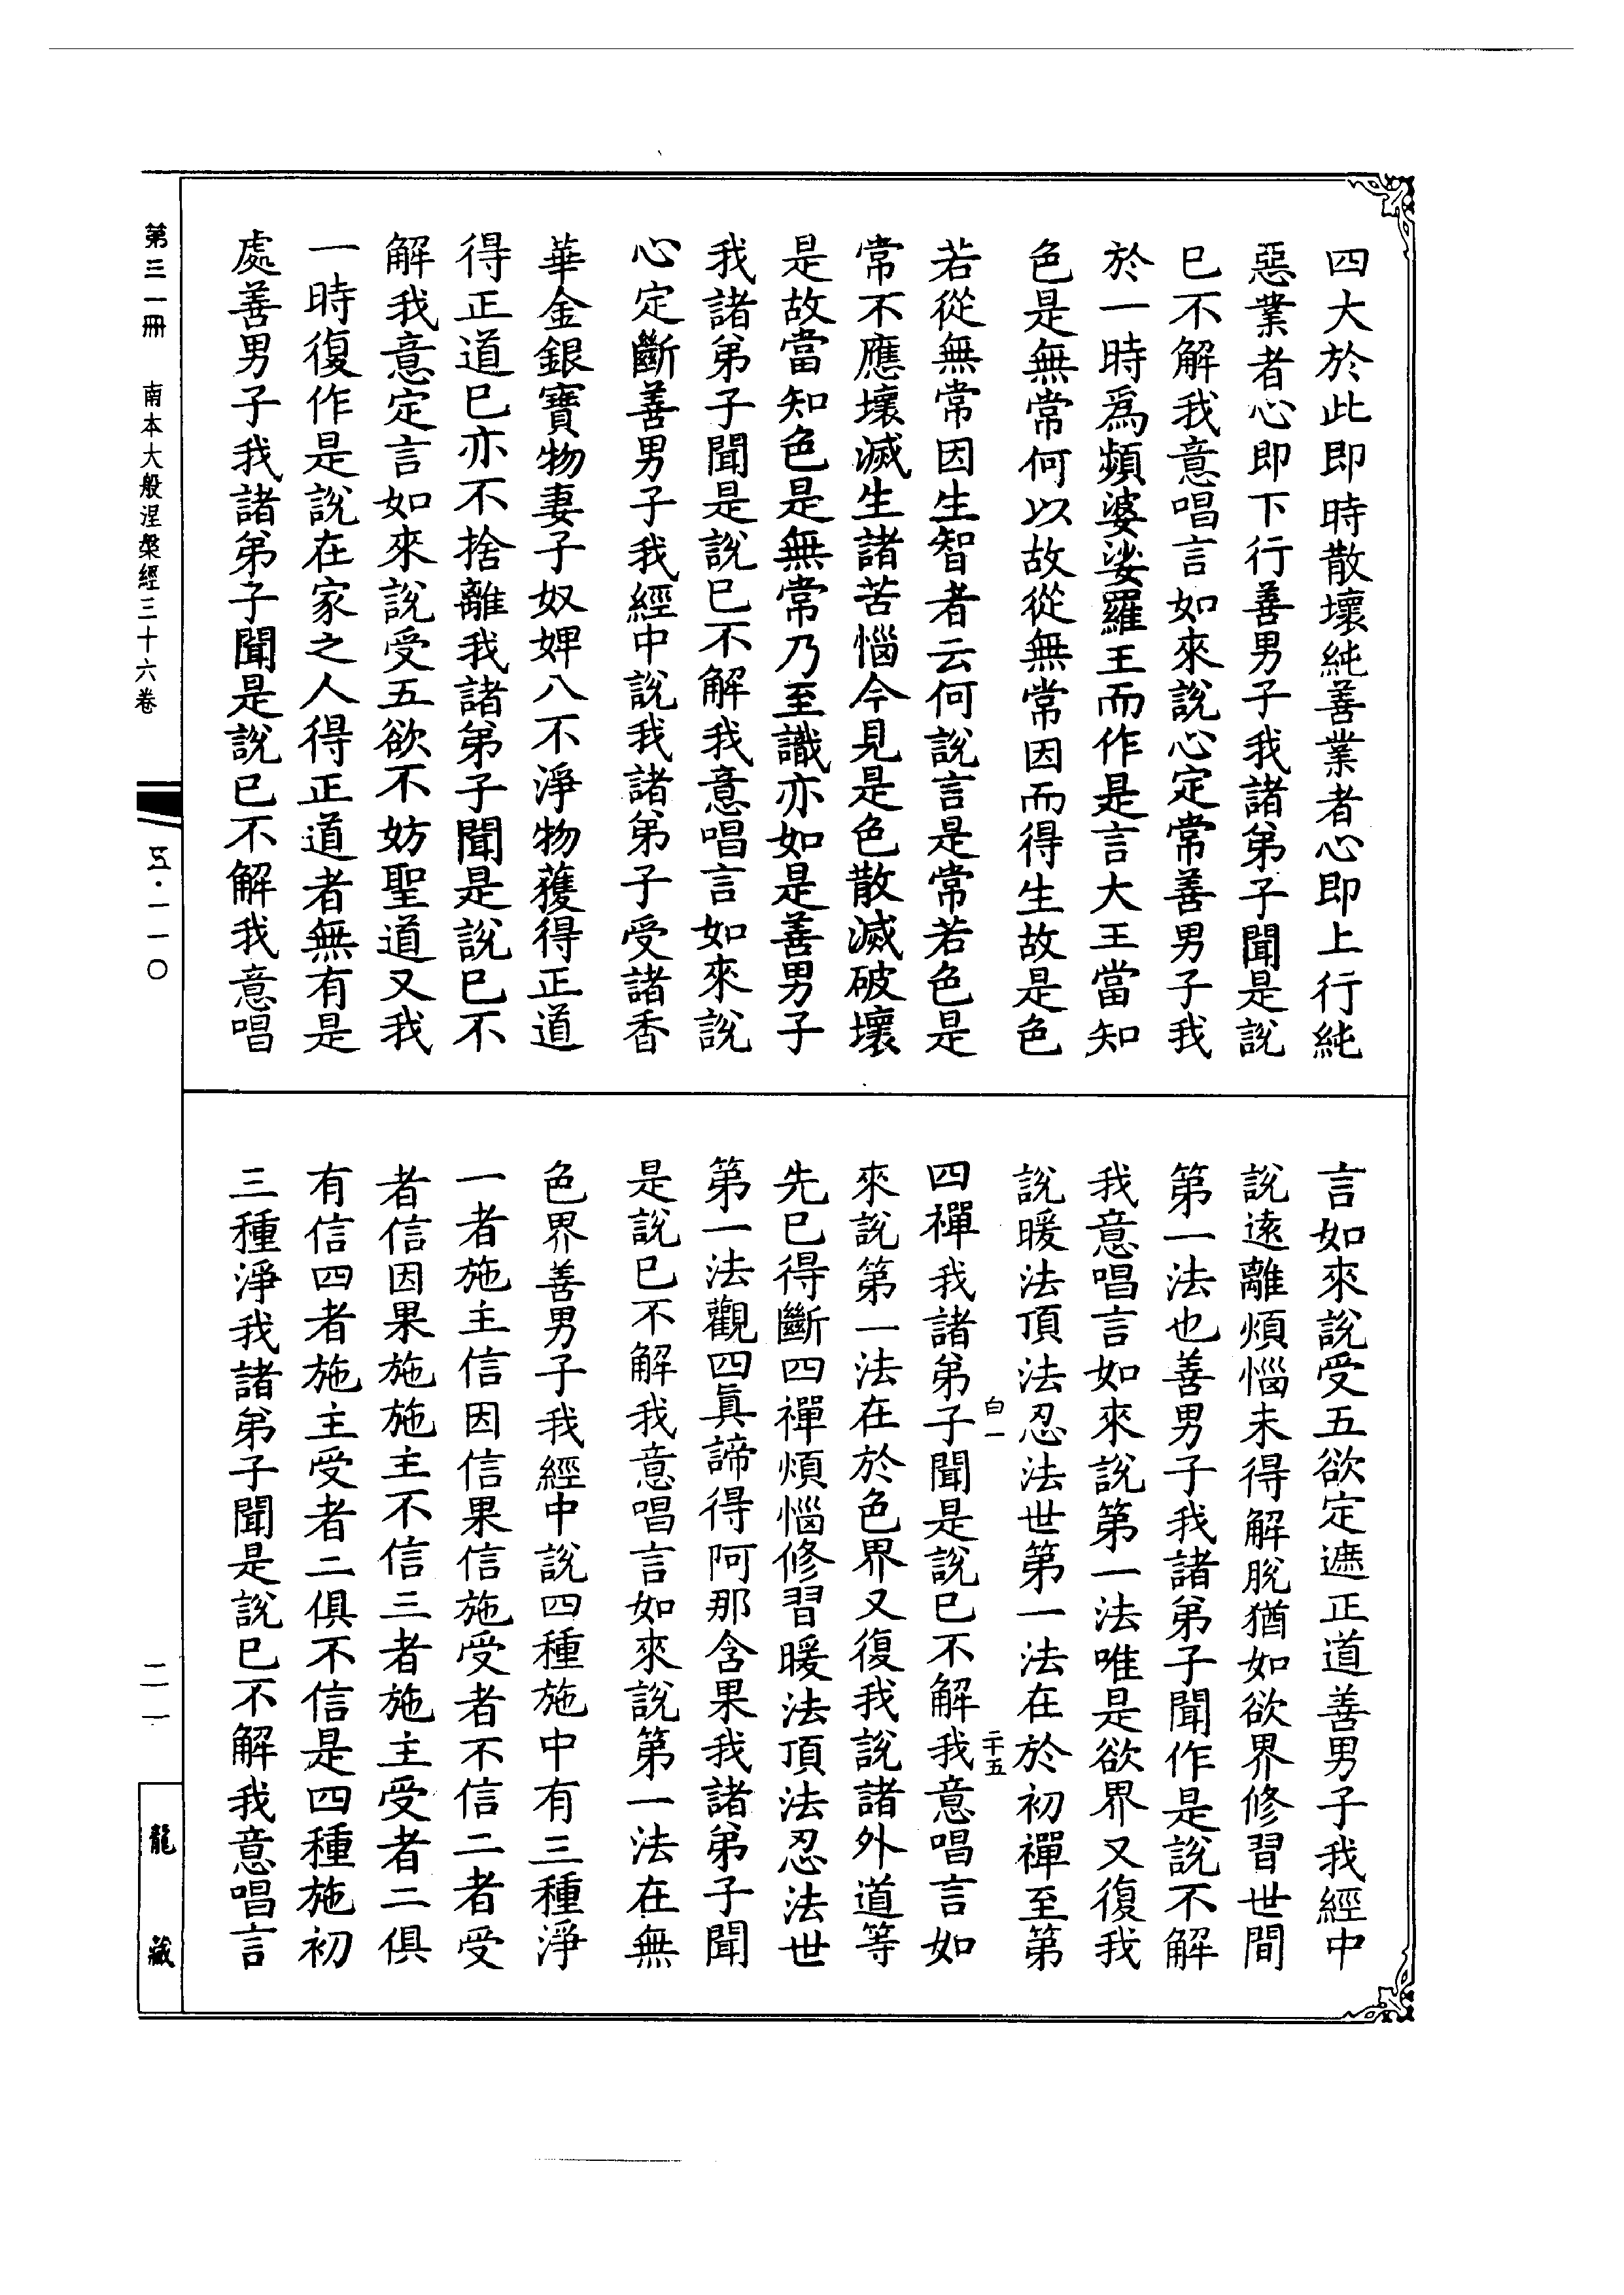 四大於此即時散壞純善業者心即上行純
惡業者心即下行善男子我諸弟子聞是說
已不解我意唱言如來說心定常善男子我
於一時爲頻婆娑羅王而作是言大王當知
色是無常何以故從無常因而得生故是色
若從無常因生智者云何說言是常若色是
常不應壞滅生諸苦惱今見是色散滅破壞
是故當知色是無常乃至識亦如是善男子
我諸弟子聞是說已不解我意唱言如來說
心定斷善男子我經中說我諸弟子受諸香
華金銀寶物妻子奴婢八不淨物獲得正道
得正道已亦不捨離我諸弟子聞是說已不
解我意定言如來說受五欲不妨聖道又我
一時復作是說在家之人得正道者無有是
處善男子我諸弟子聞是說已不解我意唱
言如來說受五欲定遮正道善男子我經中
說遠離煩惱未得解脫猶如欲界修習世間
第一法也善男子我諸弟子聞作是說不解
我意唱言如來說第一法唯是欲界又復我
說暖法頂法忍法世第一法在於初禪至第
白一
二千五
四禪我諸弟子聞是說已不解我意唱言如
來說第一法在於色界又復我說諸外道等
先已得斷四禪煩惱修習暖法頂法忍法世
第一法觀四眞諦得阿那含果我諸弟子聞
是說已不解我意唱言如來說第一法在無
色界善男子我經中說四種施中有三種淨
一者施主信因信果信施受者不信二者受
者信因果施施主不信三者施主受者二俱
有信四者施主受者二俱不信是四種施初
三種淨我諸弟子聞是說已不解我意唱言
第三一冊
南本大般涅槃經三十六卷
五·一一〇
二一
龍藏